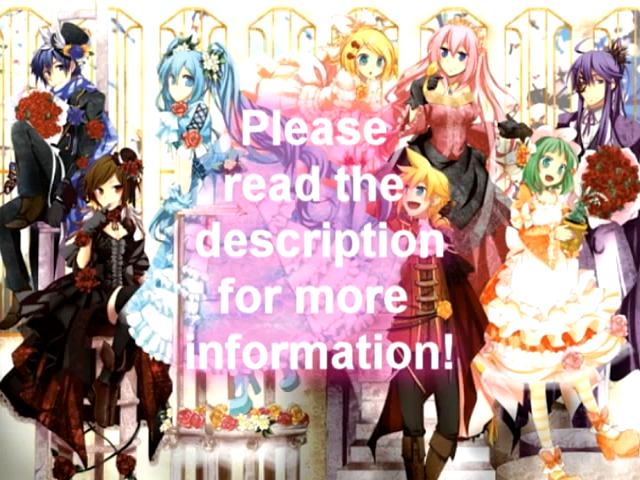 Please
read the
description
for more
information!